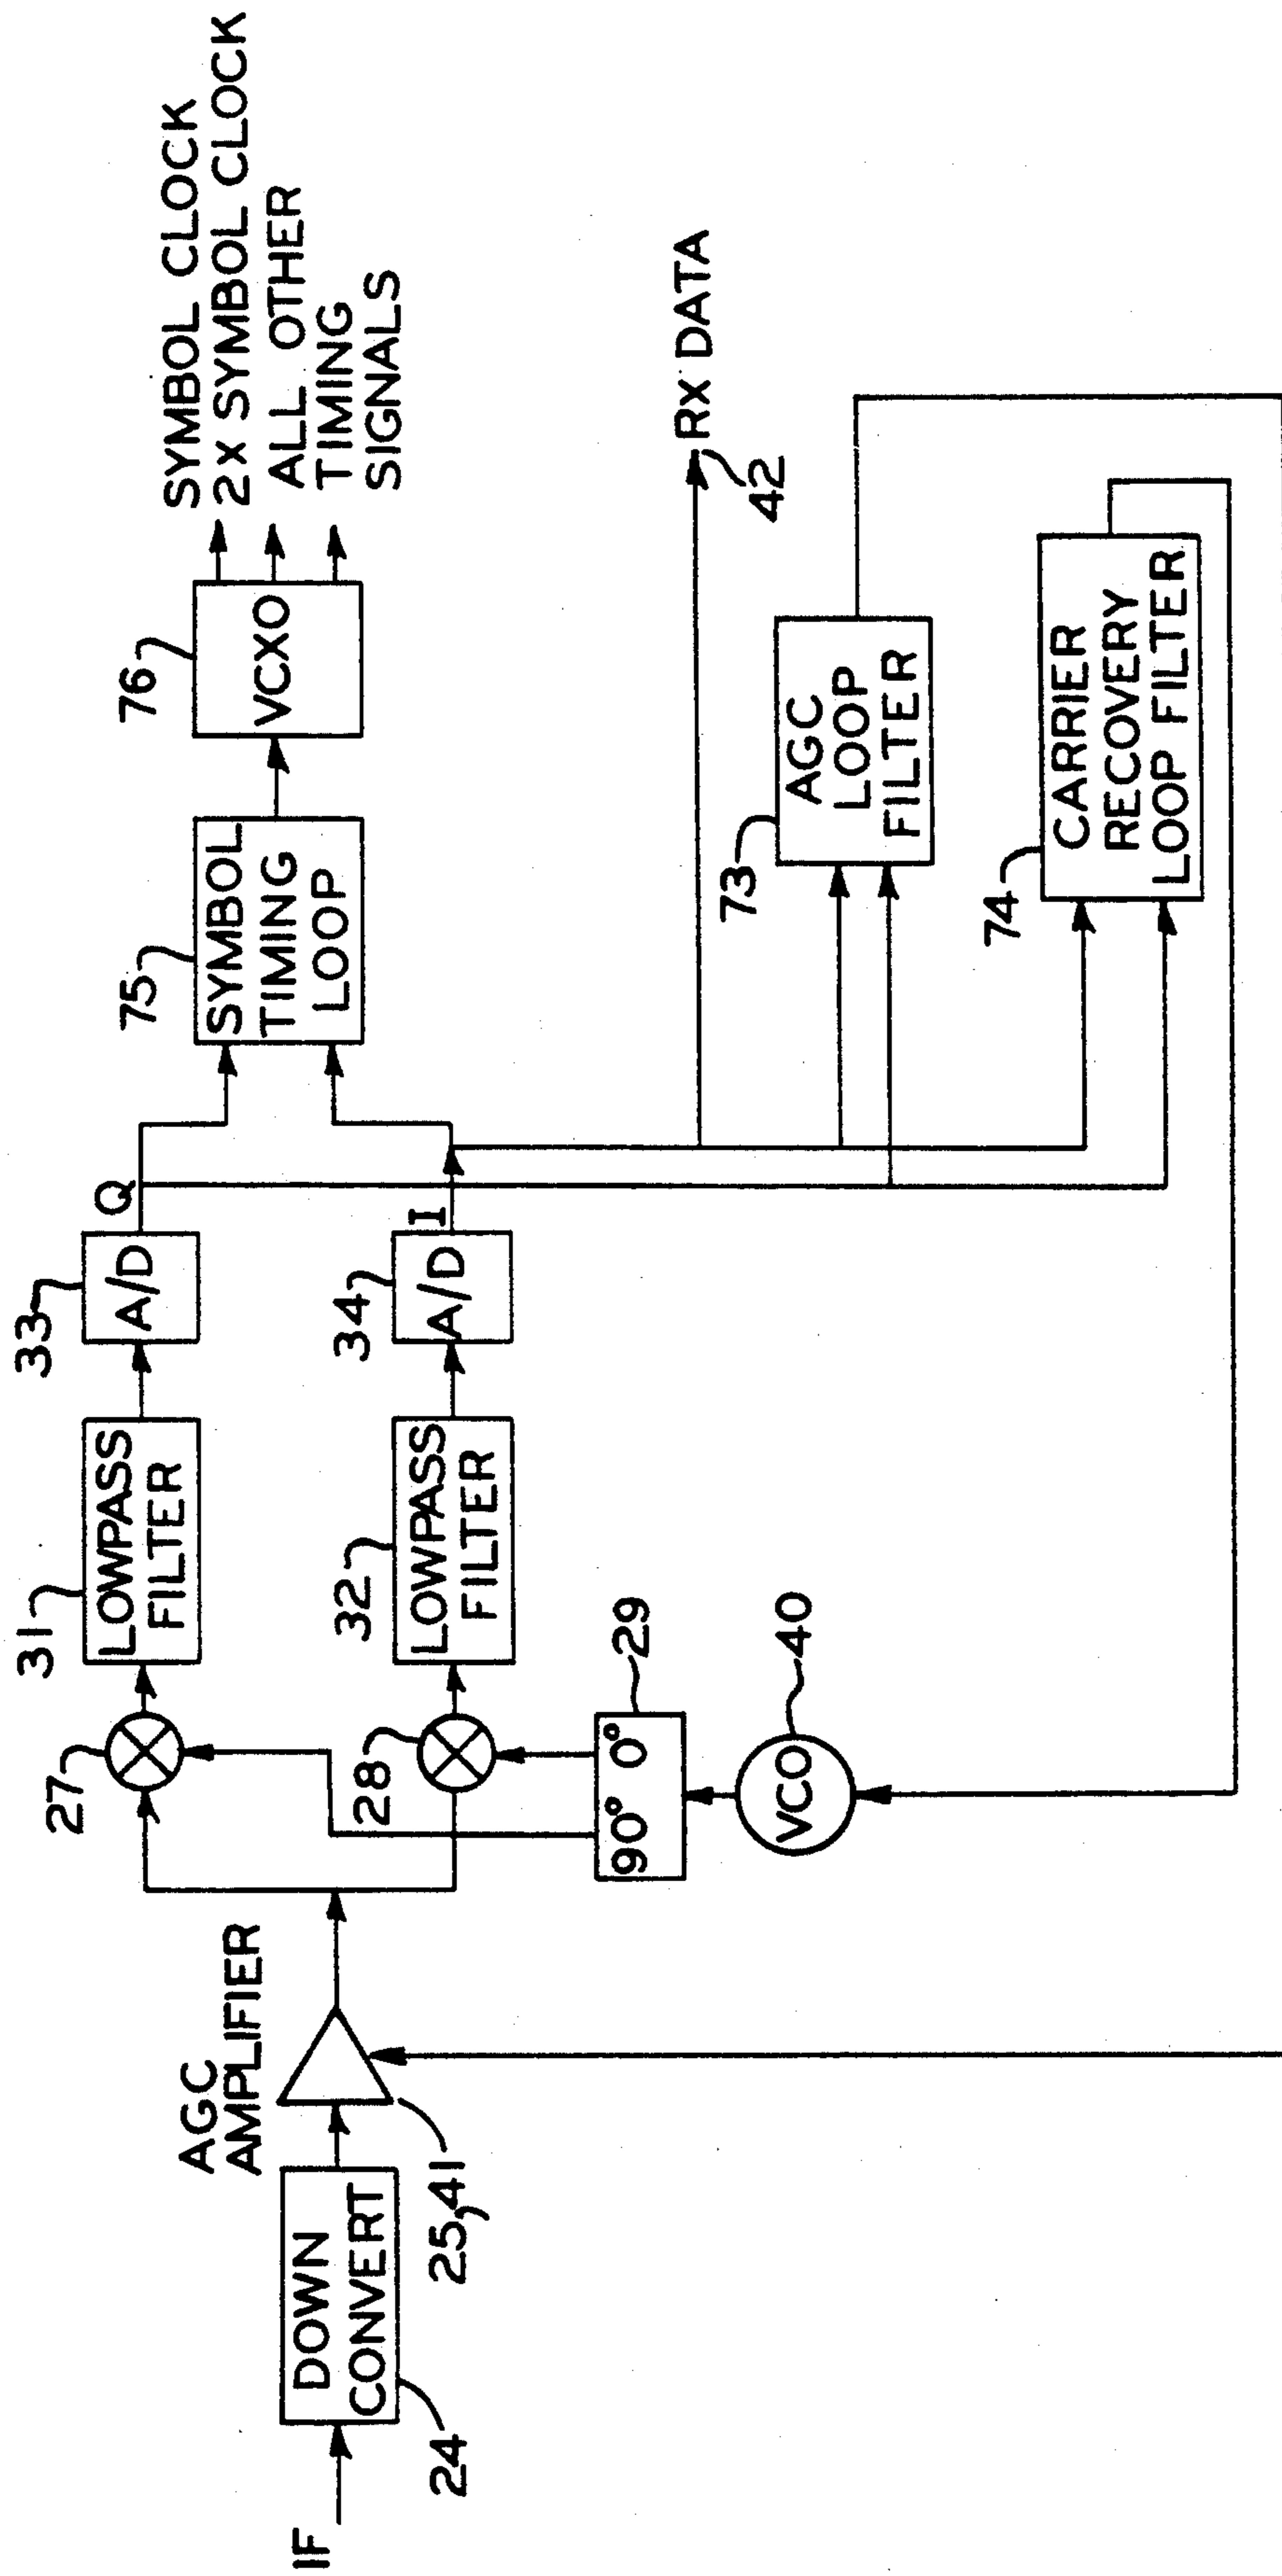 IF
DOWN
CONVERT
24
AGC
AMPLIFIER
25,41
27
28
90° 0°
29
VCO
40
31
LOWPASS
FILTER
32
LOWPASS
FILTER
33
A/D
Q
34
A/D
I
75
SYMBOL
TIMING
LOOP
76
VCXO
SYMBOL CLOCK
2X SYMBOL CLOCK
ALL OTHER
TIMING
SIGNALS
RX DATA
42
73
AGC
LOOP
FILTER
74
CARRIER
RECOVERY
LOOP FILTER